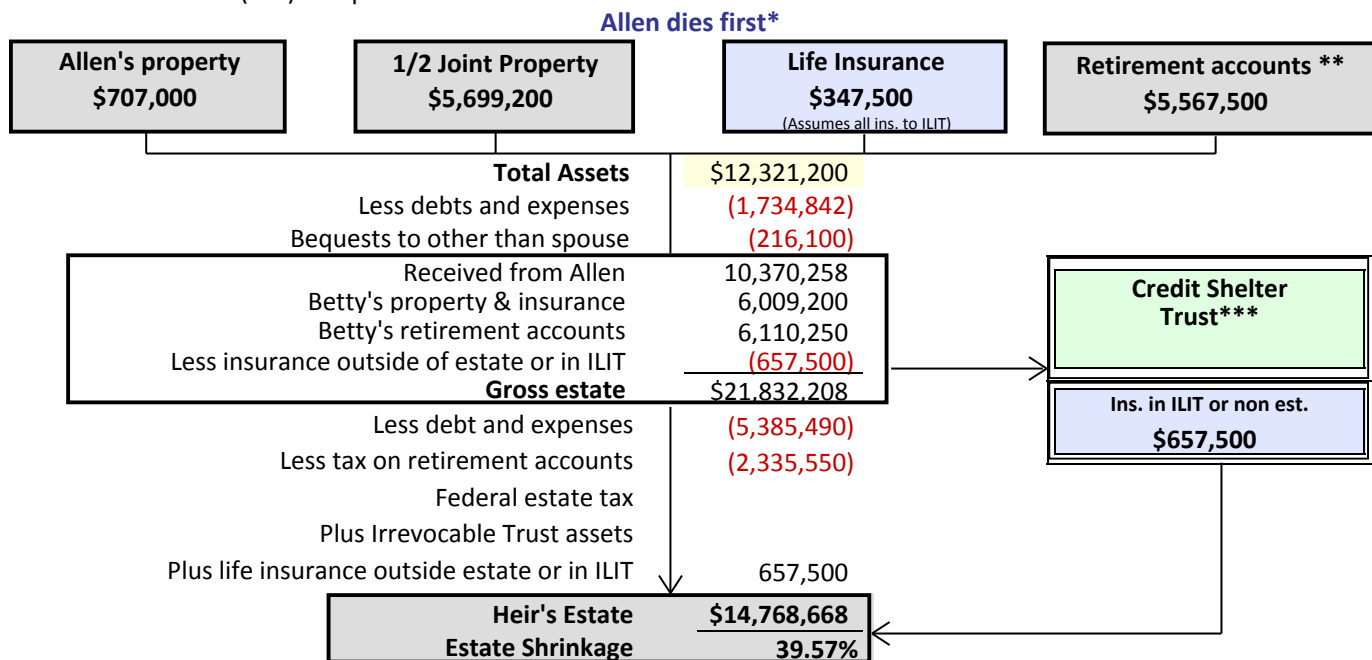 Allen dies first*
Allen's property
$707,000
1/2 Joint Property
$5,699,200
Life Insurance
$347,500
(Assumes all ins. to ILIT)
Retirement accounts **
$5,567,500
Total Assets $12,321,200
Less debts and expenses (1,734,842)
Bequests to other than spouse (216,100)
Received from Allen 10,370,258
Betty's property & insurance 6,009,200
Betty's retirement accounts 6,110,250
Less insurance outside of estate or in ILIT (657,500)
Gross estate $21,832,208
Credit Shelter
Trust***
Ins. in ILIT or non est.
$657,500
Less debt and expenses (5,385,490)
Less tax on retirement accounts (2,335,550)
Federal estate tax
Plus Irrevocable Trust assets
Plus life insurance outside estate or in ILIT 657,500
Heir's Estate $14,768,668
Estate Shrinkage 39.57%